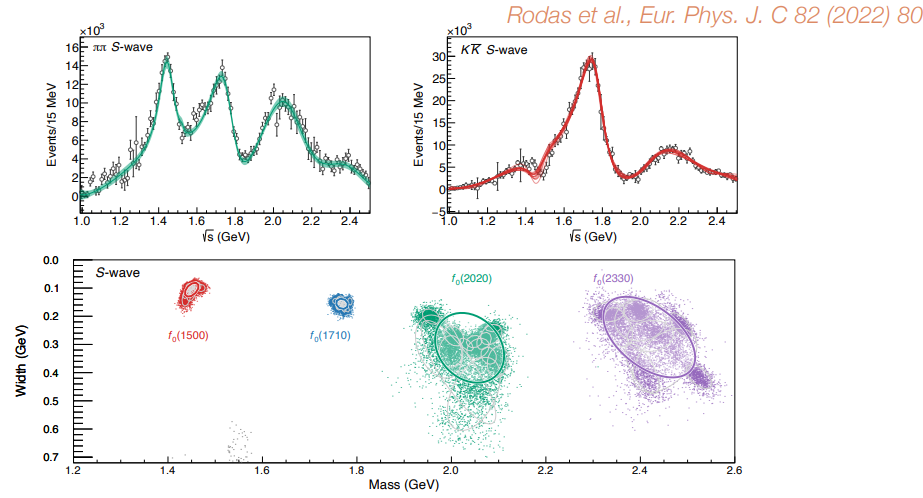 Rodas et al., Eur. Phys. J. C 82 (2022) 80
×10³
ππ S-wave
Events/15 MeV
16
14
12
10
8
6
4
2
0
1.0 1.2 1.4 1.6 1.8 2.0 2.2 2.4
√s (GeV)
×10³
KK̅ S-wave
Events/15 MeV
30
25
20
15
10
5
0
−5
1.0 1.2 1.4 1.6 1.8 2.0 2.2 2.4
√s (GeV)
S-wave
Width (GeV)
0.0
0.1
0.2
0.3
0.4
0.5
0.6
0.7
f₀(1500)
f₀(1710)
f₀(2020)
f₀(2330)
1.2 1.4 1.6 1.8 2.0 2.2 2.4 2.6
Mass (GeV)